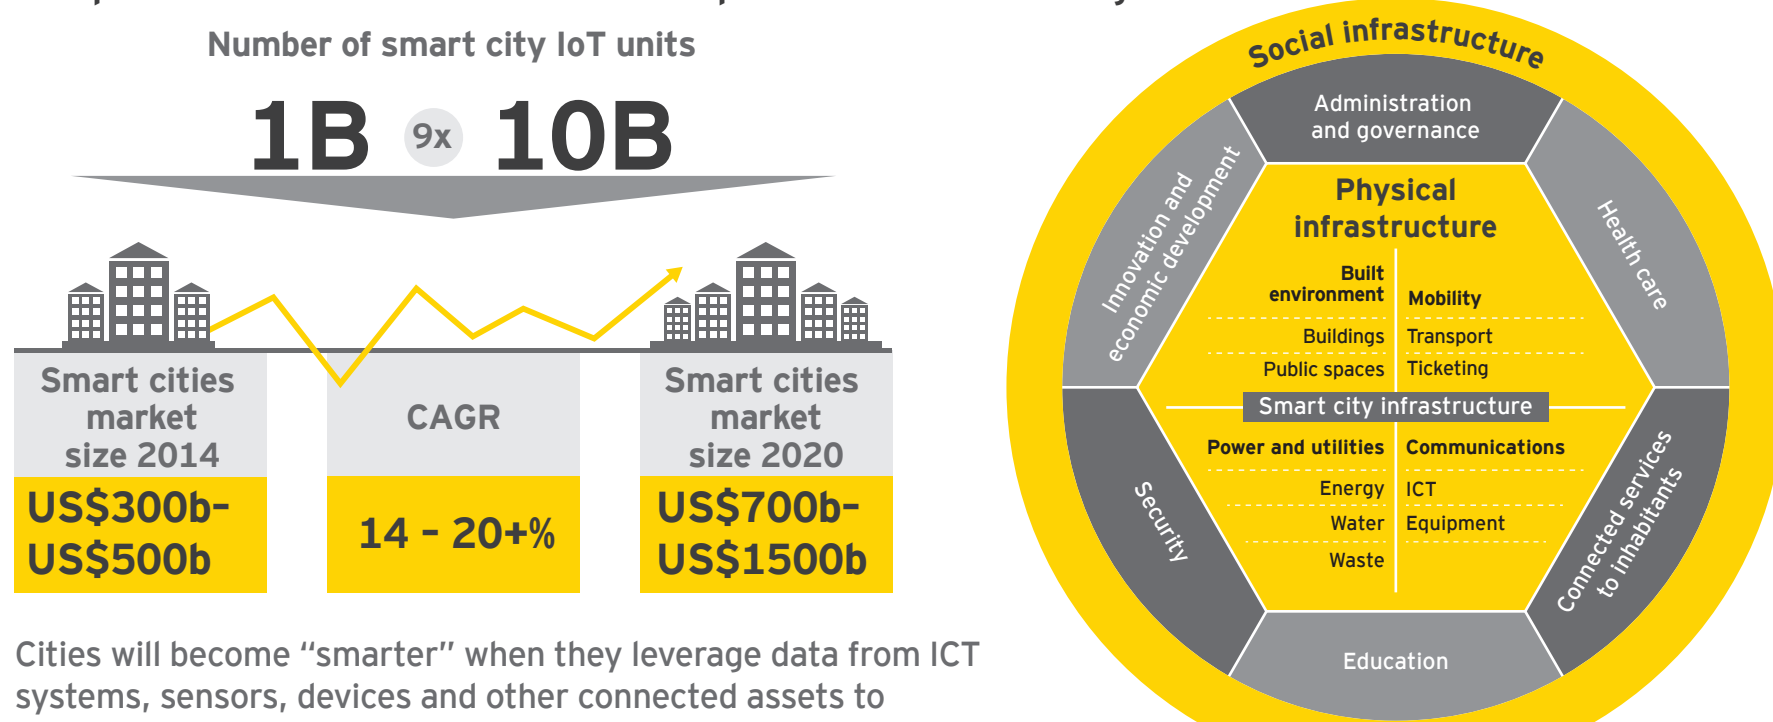 Number of smart city IoT units
1B 9x 10B
Smart cities
market
size 2014
US$300b–
US$500b
CAGR
14 – 20+%
Smart cities
market
size 2020
US$700b–
US$1500b
Cities will become “smarter” when they leverage data from ICT
systems, sensors, devices and other connected assets to
Social infrastructure
Administration
and governance
Health care
Connected services
to inhabitants
Education
Security
Innovation and
economic development
Physical
infrastructure
Built
environment
Buildings
Public spaces
Mobility
Transport
Ticketing
Smart city infrastructure
Power and utilities
Energy
Water
Waste
Communications
ICT
Equipment